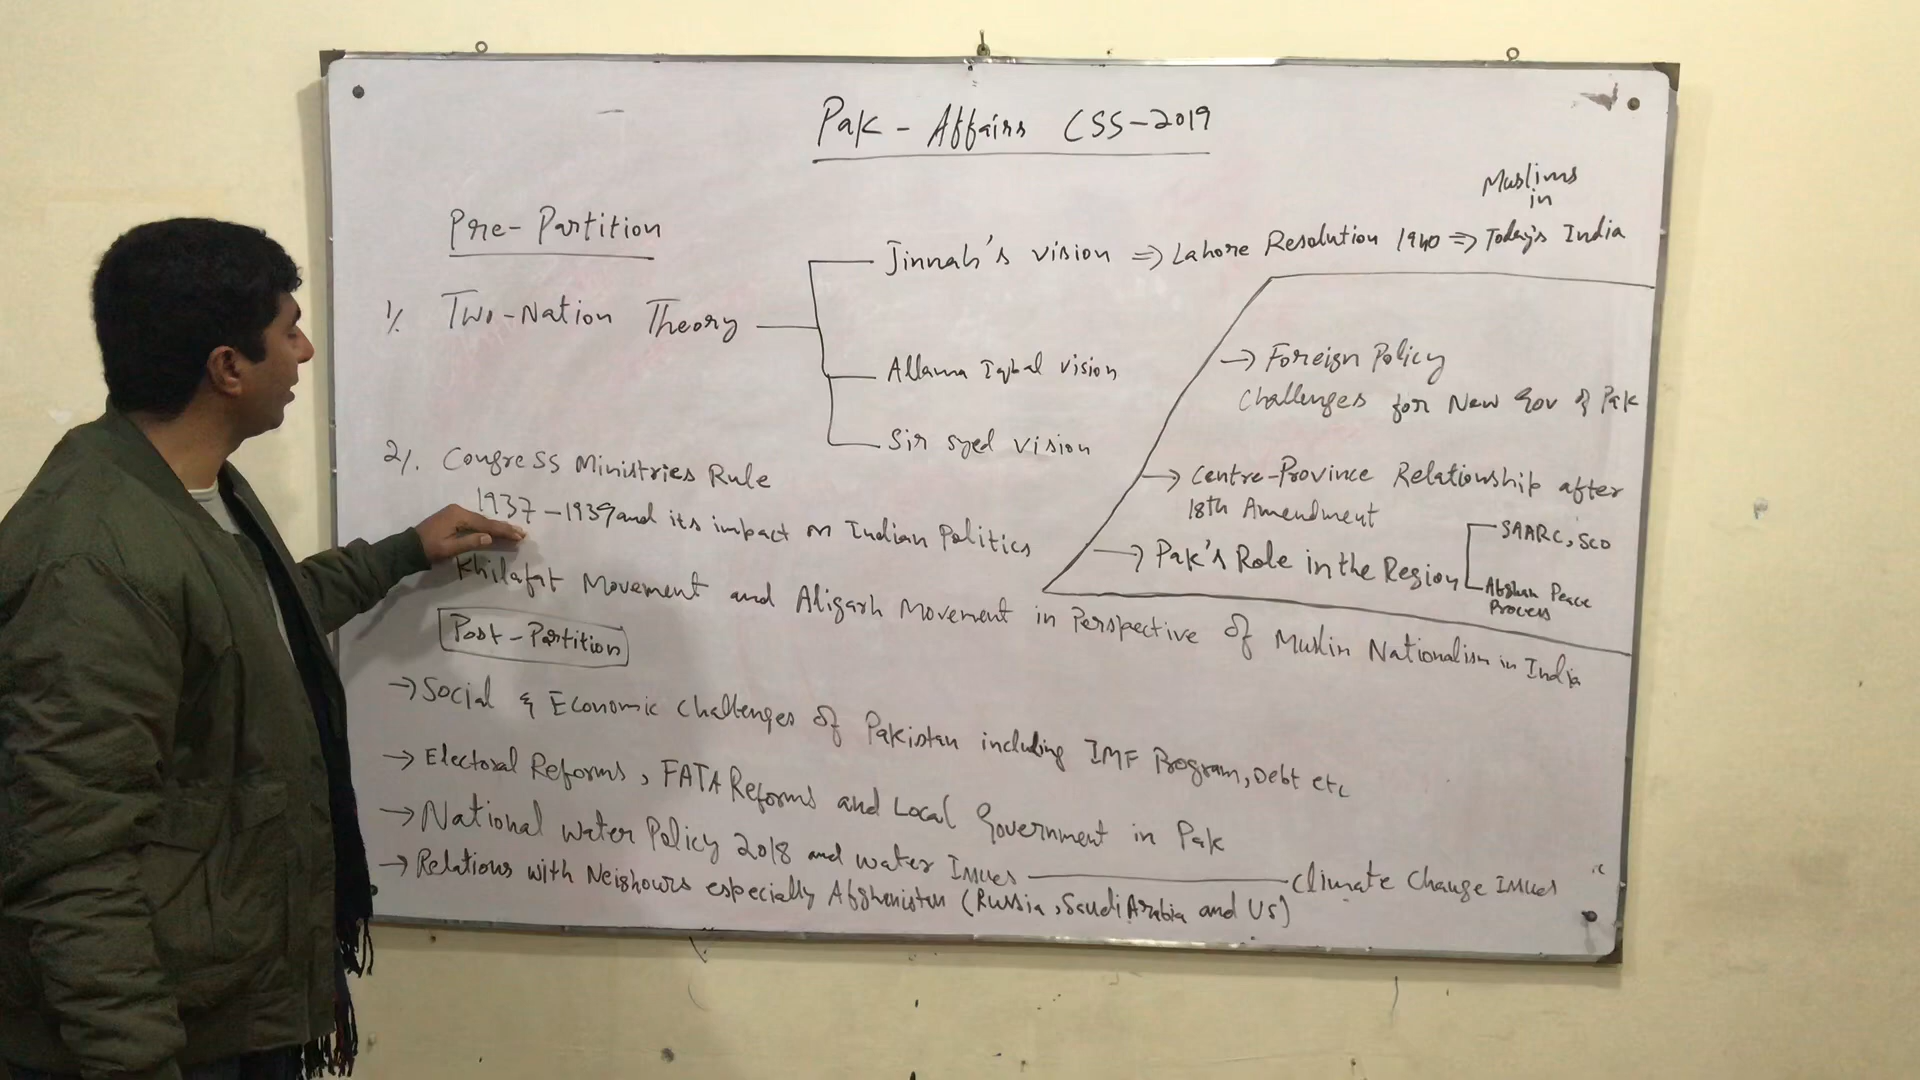 Pak - Affairs CSS-2019
Pre-Partition
Muslims
in
Jinnah's vision => Lahore Resolution 1940 => Today's India
1/. Two-Nation Theory
Allama Iqbal vision
Sir Syed vision
2/. Congress Ministries Rule
1937-1939 and its impact on Indian Politics
Khilafat Movement and Aligarh Movement in Perspective of Muslim Nationalism in India
→ Foreign Policy
Challenges for New Gov of Pak
→ Centre-Province Relationship after
18th Amendment
→ Pak's Role in the Region
SAARC, SCO
Afghan Peace
Process
Post-Partition
→ Social & Economic Challenges of Pakistan including IMF Program, Debt etc
→ Electoral Reforms, FATA Reforms and Local Government in Pak
→ National Water Policy 2018 and water Issues — Climate Change Issues
→ Relations with Neighours especially Afghanistan (Russia, Saudi Arabia and US)